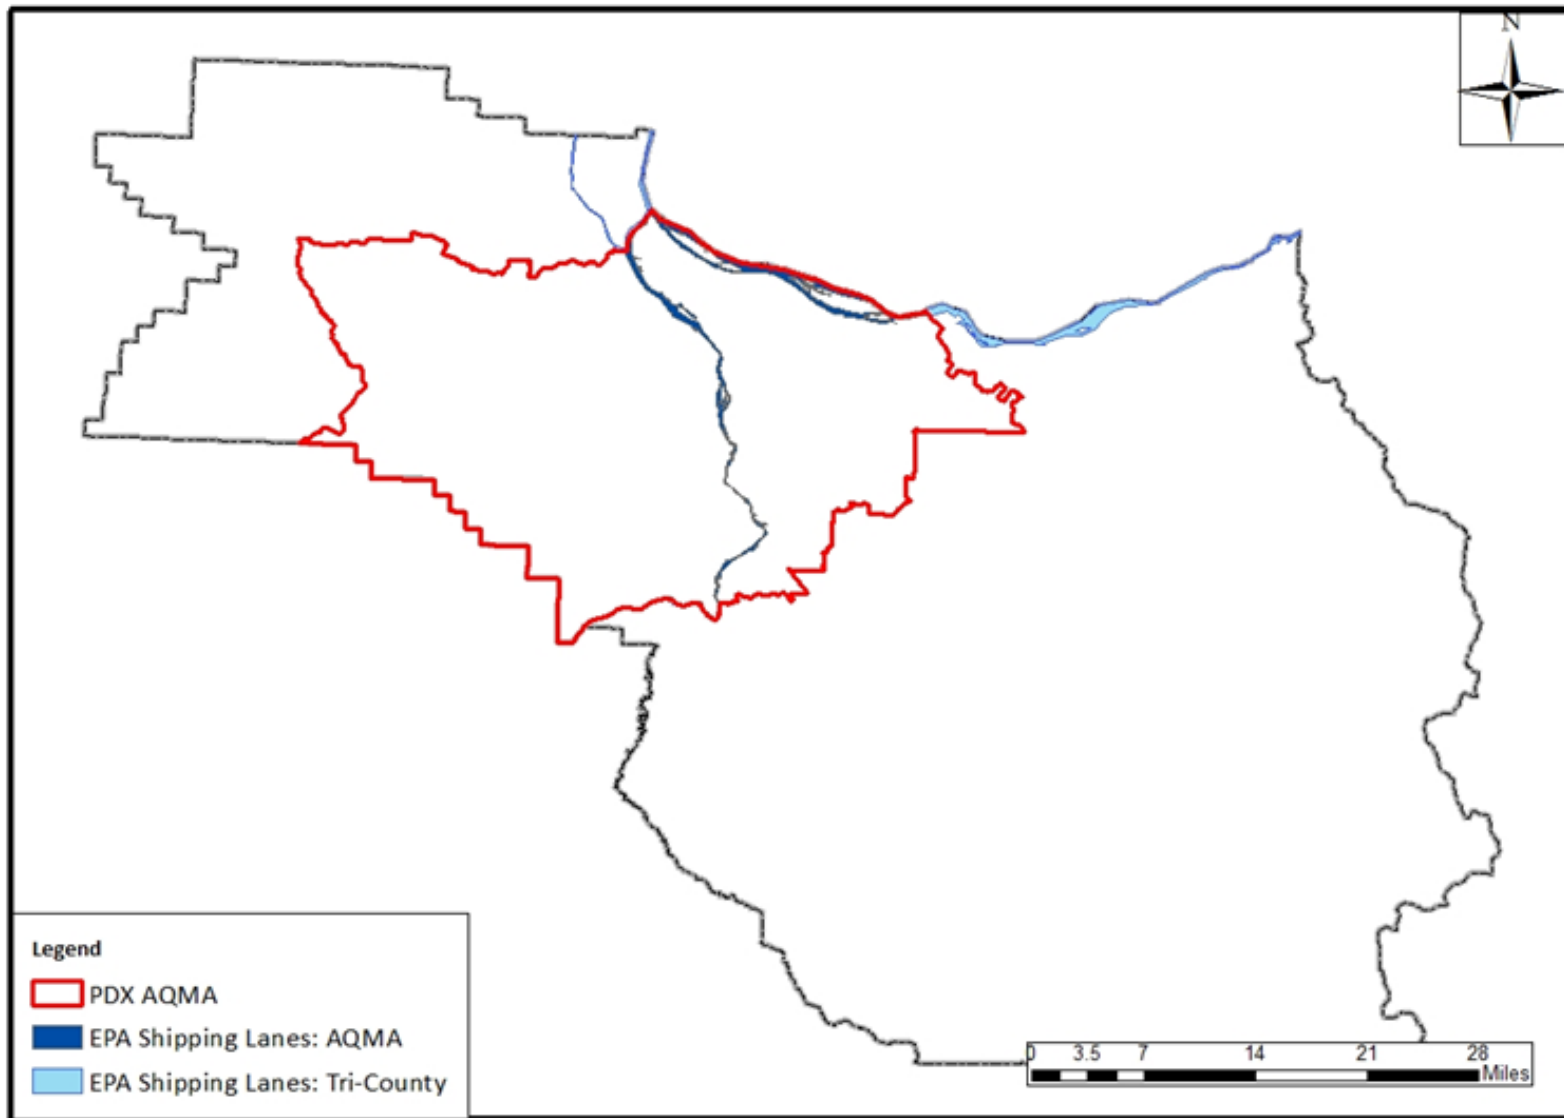 N
Legend
PDX AQMA
EPA Shipping Lanes: AQMA
EPA Shipping Lanes: Tri-County
0 3.5 7 14 21 28
Miles